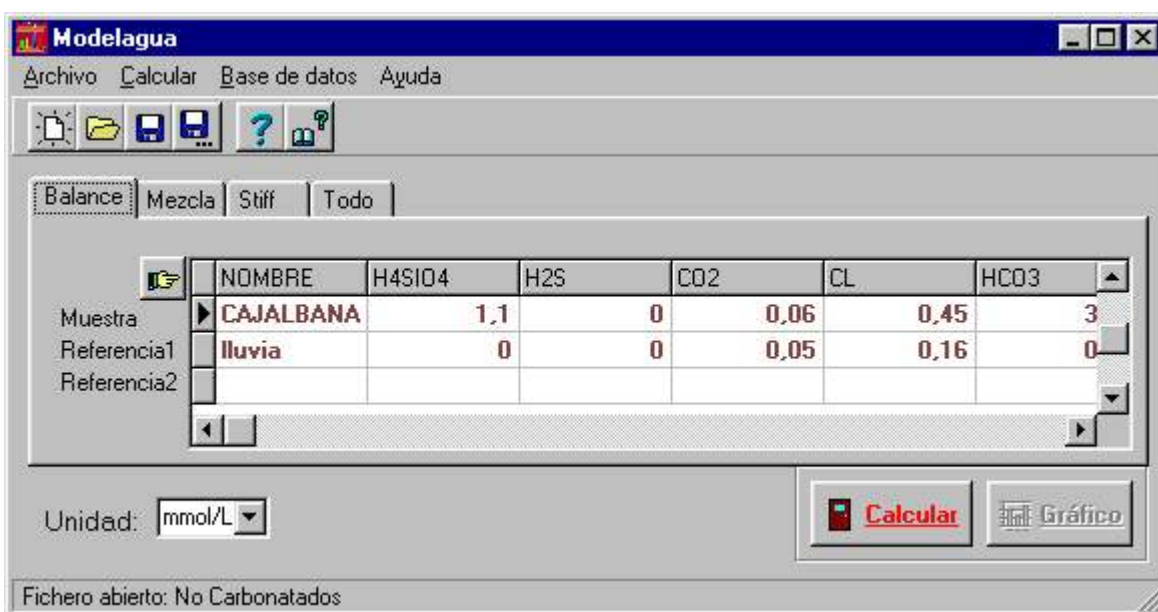 Modelagua
Archivo Calcular Base de datos Ayuda
Balance Mezcla Stiff Todo
NOMBRE H4SIO4 H2S CO2 CL HCO3
Muestra CAJALBANA 1,1 0 0,06 0,45 3
Referencia1 lluvia 0 0 0,05 0,16 0
Referencia2
Unidad: mmol/L Calcular Gráfico
Fichero abierto: No Carbonatados